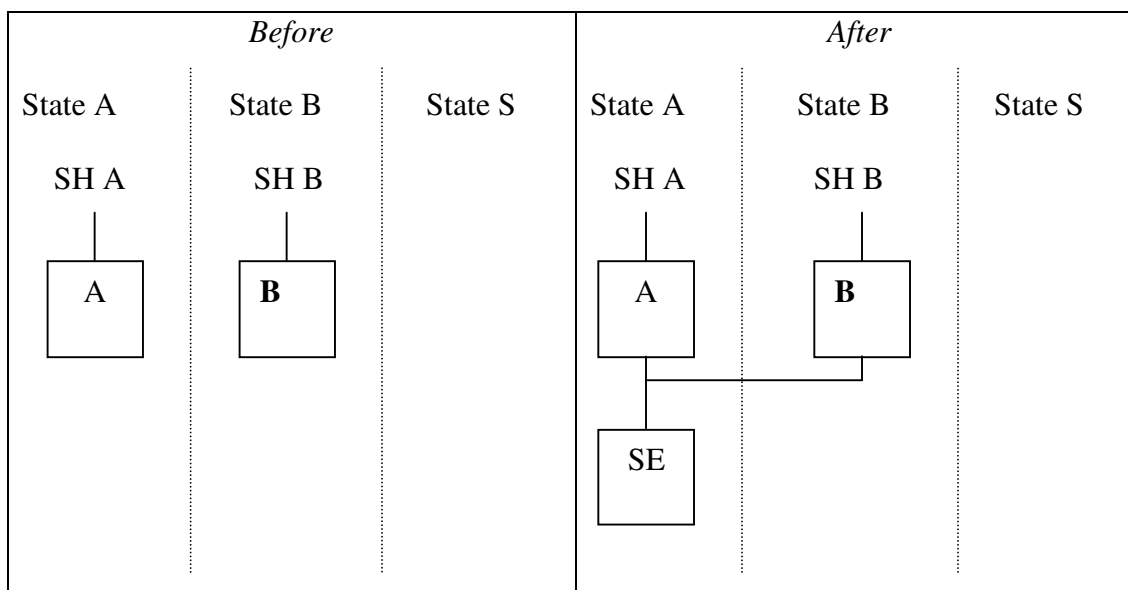 Before
State A State B State S
SH A SH B
A B
After
State A State B State S
SH A SH B
A B
SE